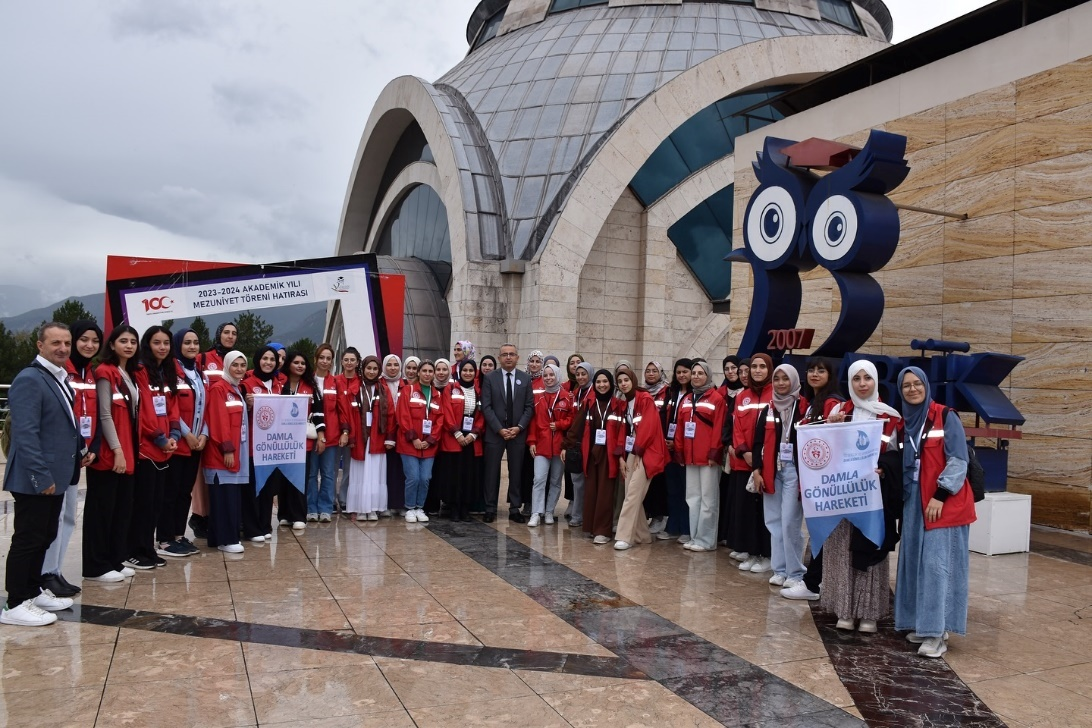 100
2023-2024 AKADEMİK YILI
MEZUNİYET TÖRENİ HATIRASI
2007
DAMLA
GÖNÜLLÜLÜK
HAREKETİ
DAMLA
GÖNÜLLÜLÜK
HAREKETİ